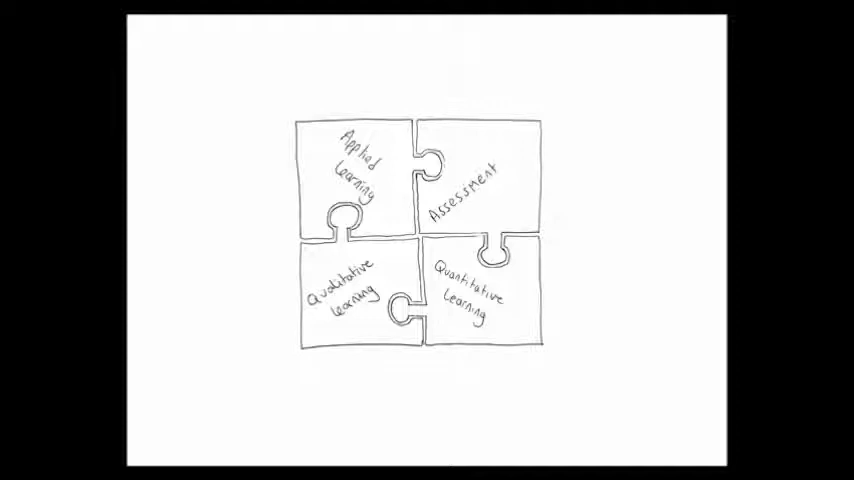 Applied
Learning
Assessment
Qualitative
Learning
Quantitative
Learning